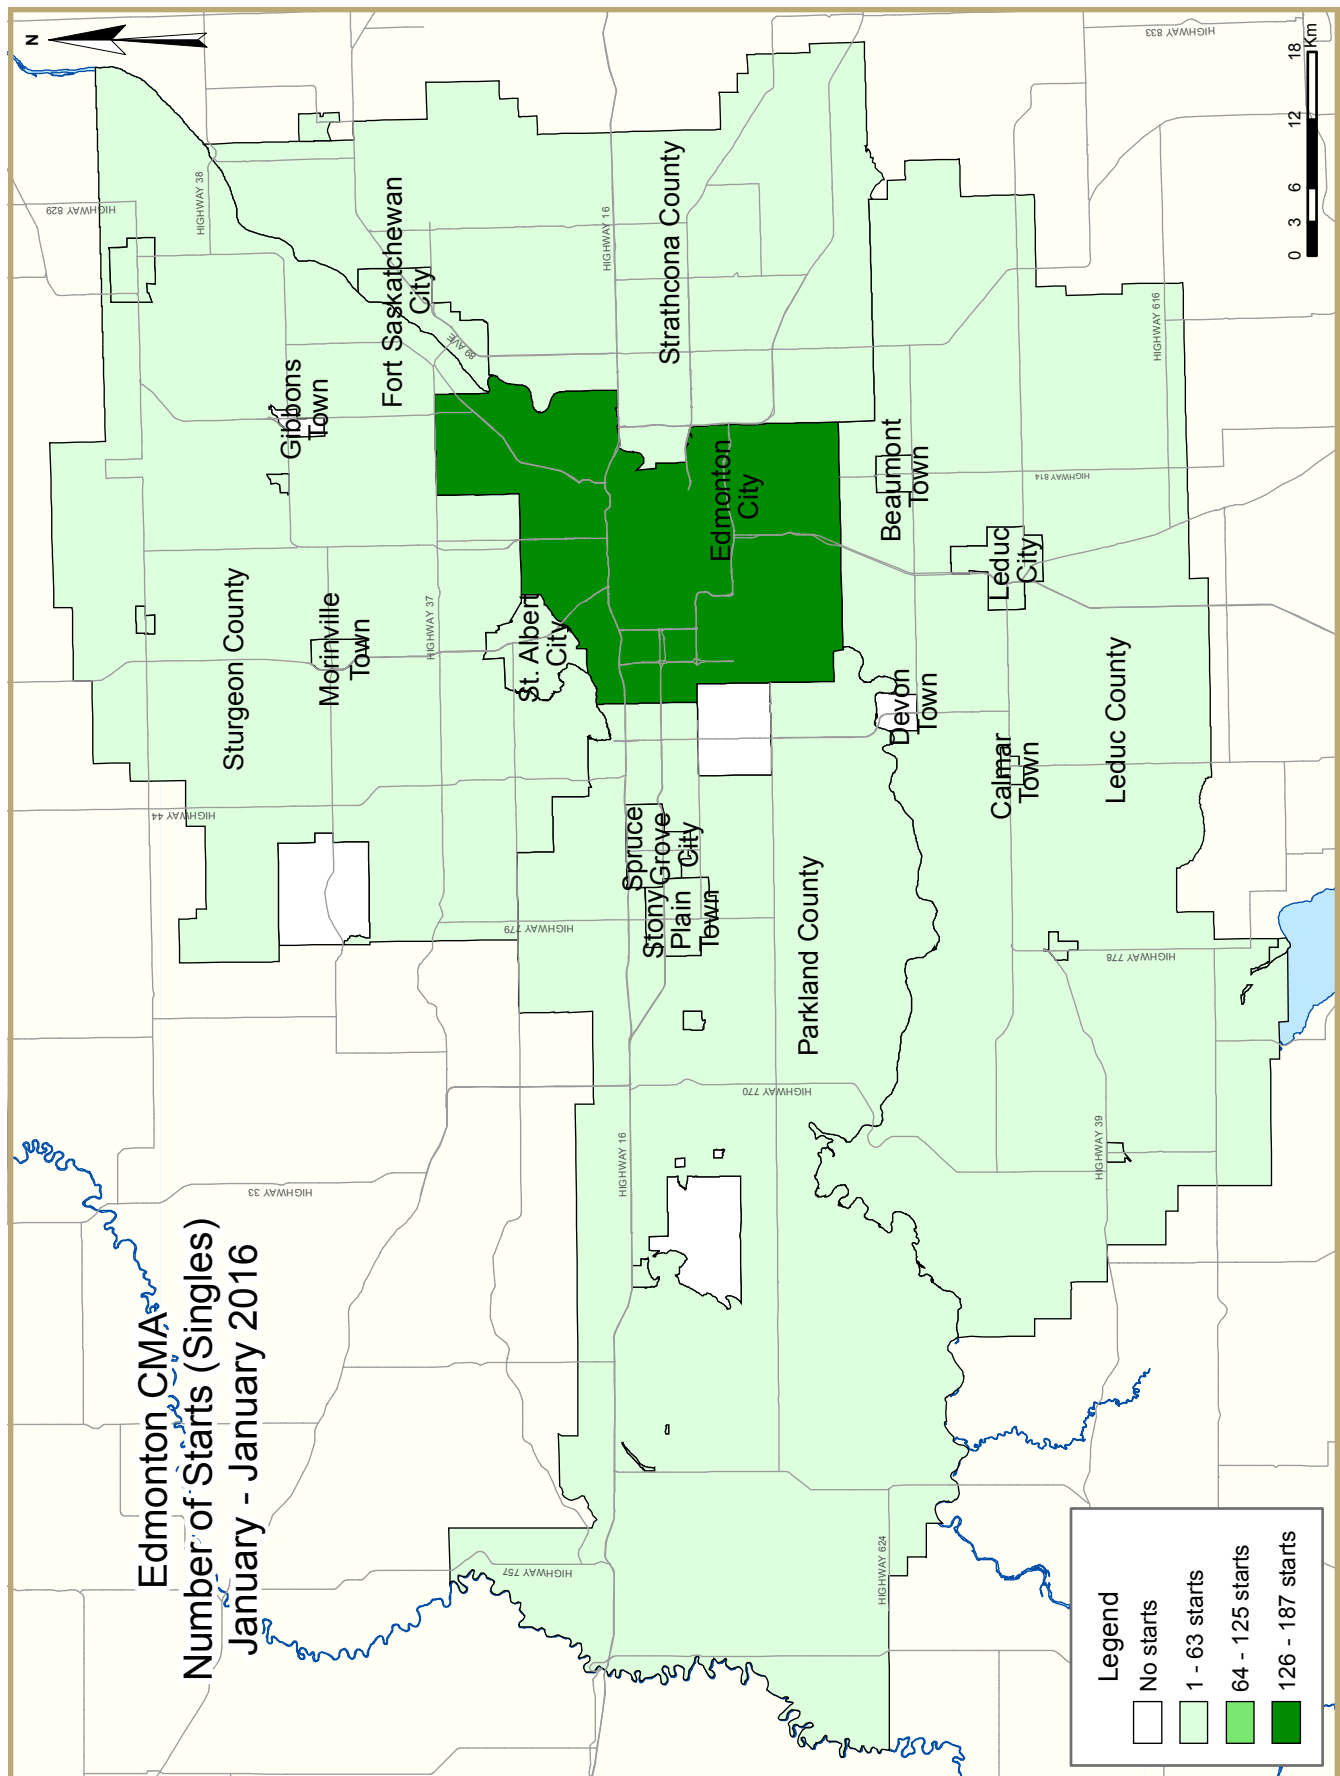 Edmonton CMA
Number of Starts (Singles)
January - January 2016
N
HIGHWAY 757
HIGHWAY 33
HIGHWAY 779
HIGHWAY 44
HIGHWAY 37
HIGHWAY 829
HIGHWAY 38
Sturgeon County
Morinville
Town
Gibbons
Town
Fort Saskatchewan
City
89 AVE
St. Albert
City
HIGHWAY 16
HIGHWAY 16
Spruce
Grove
City
Stony
Plain
Town
Edmonton
City
Strathcona County
HIGHWAY 770
Parkland County
HIGHWAY 624
Devon
Town
Beaumont
Town
Calmar
Town
Leduc
City
HIGHWAY 814
HIGHWAY 39
HIGHWAY 778
Leduc County
HIGHWAY 616
HIGHWAY 833
Legend
No starts
1 - 63 starts
64 - 125 starts
126 - 187 starts
0 3 6 12 18
Km